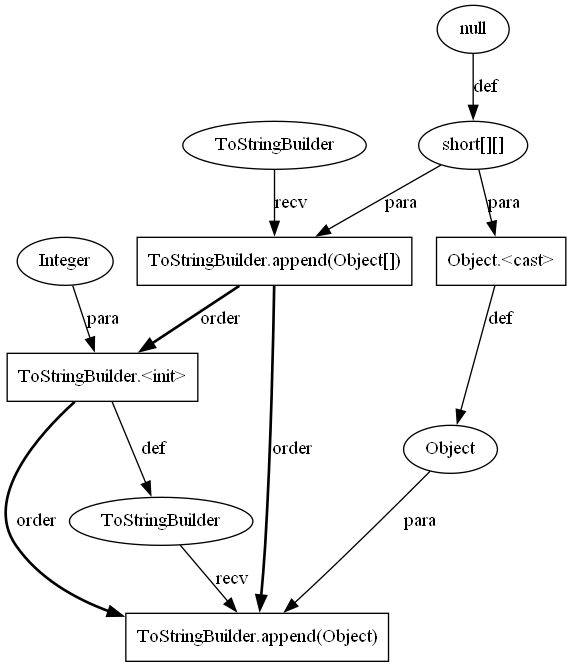 null
def
ToStringBuilder
short[][]
recv
para
para
Integer
ToStringBuilder.append(Object[])
Object.<cast>
para
order
def
ToStringBuilder.<init>
def
order
Object
order
ToStringBuilder
para
recv
ToStringBuilder.append(Object)